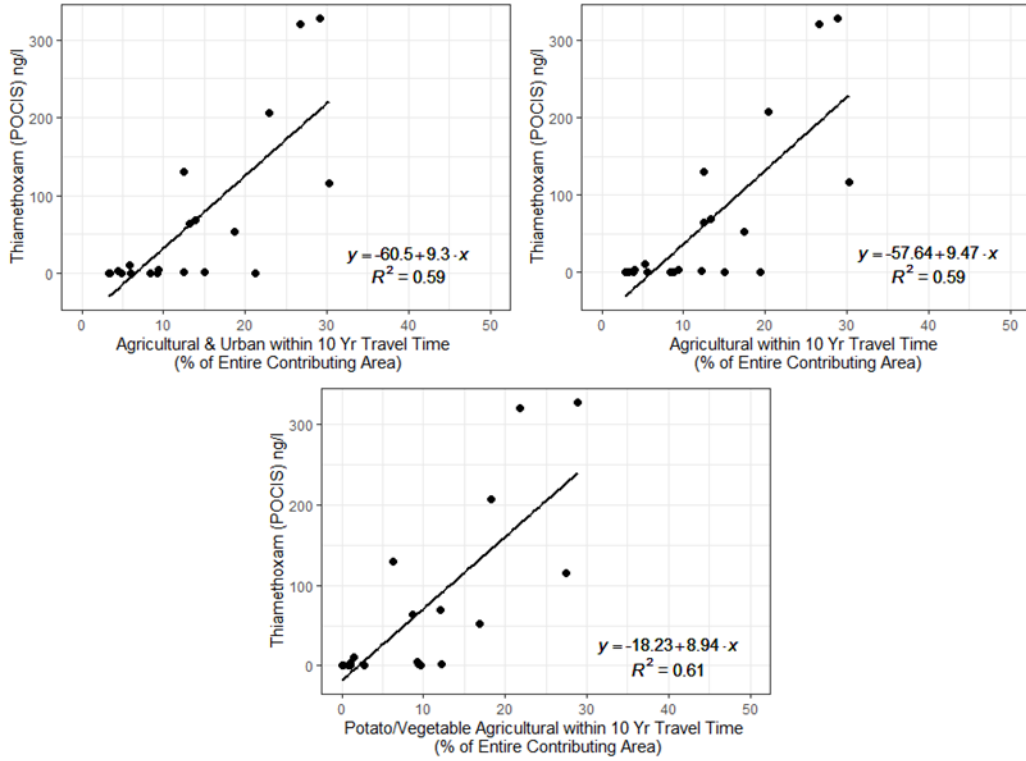 Thiamethoxam (POCIS) ng/l
300
200
100
0
y = -60.5+9.3 · x
R² = 0.59
0 10 20 30 40 50
Agricultural & Urban within 10 Yr Travel Time
(% of Entire Contributing Area)
Thiamethoxam (POCIS) ng/l
300
200
100
0
y = -57.64+9.47 · x
R² = 0.59
0 10 20 30 40 50
Agricultural within 10 Yr Travel Time
(% of Entire Contributing Area)
Thiamethoxam (POCIS) ng/l
300
200
100
0
y = -18.23+8.94 · x
R² = 0.61
0 10 20 30 40 50
Potato/Vegetable Agricultural within 10 Yr Travel Time
(% of Entire Contributing Area)